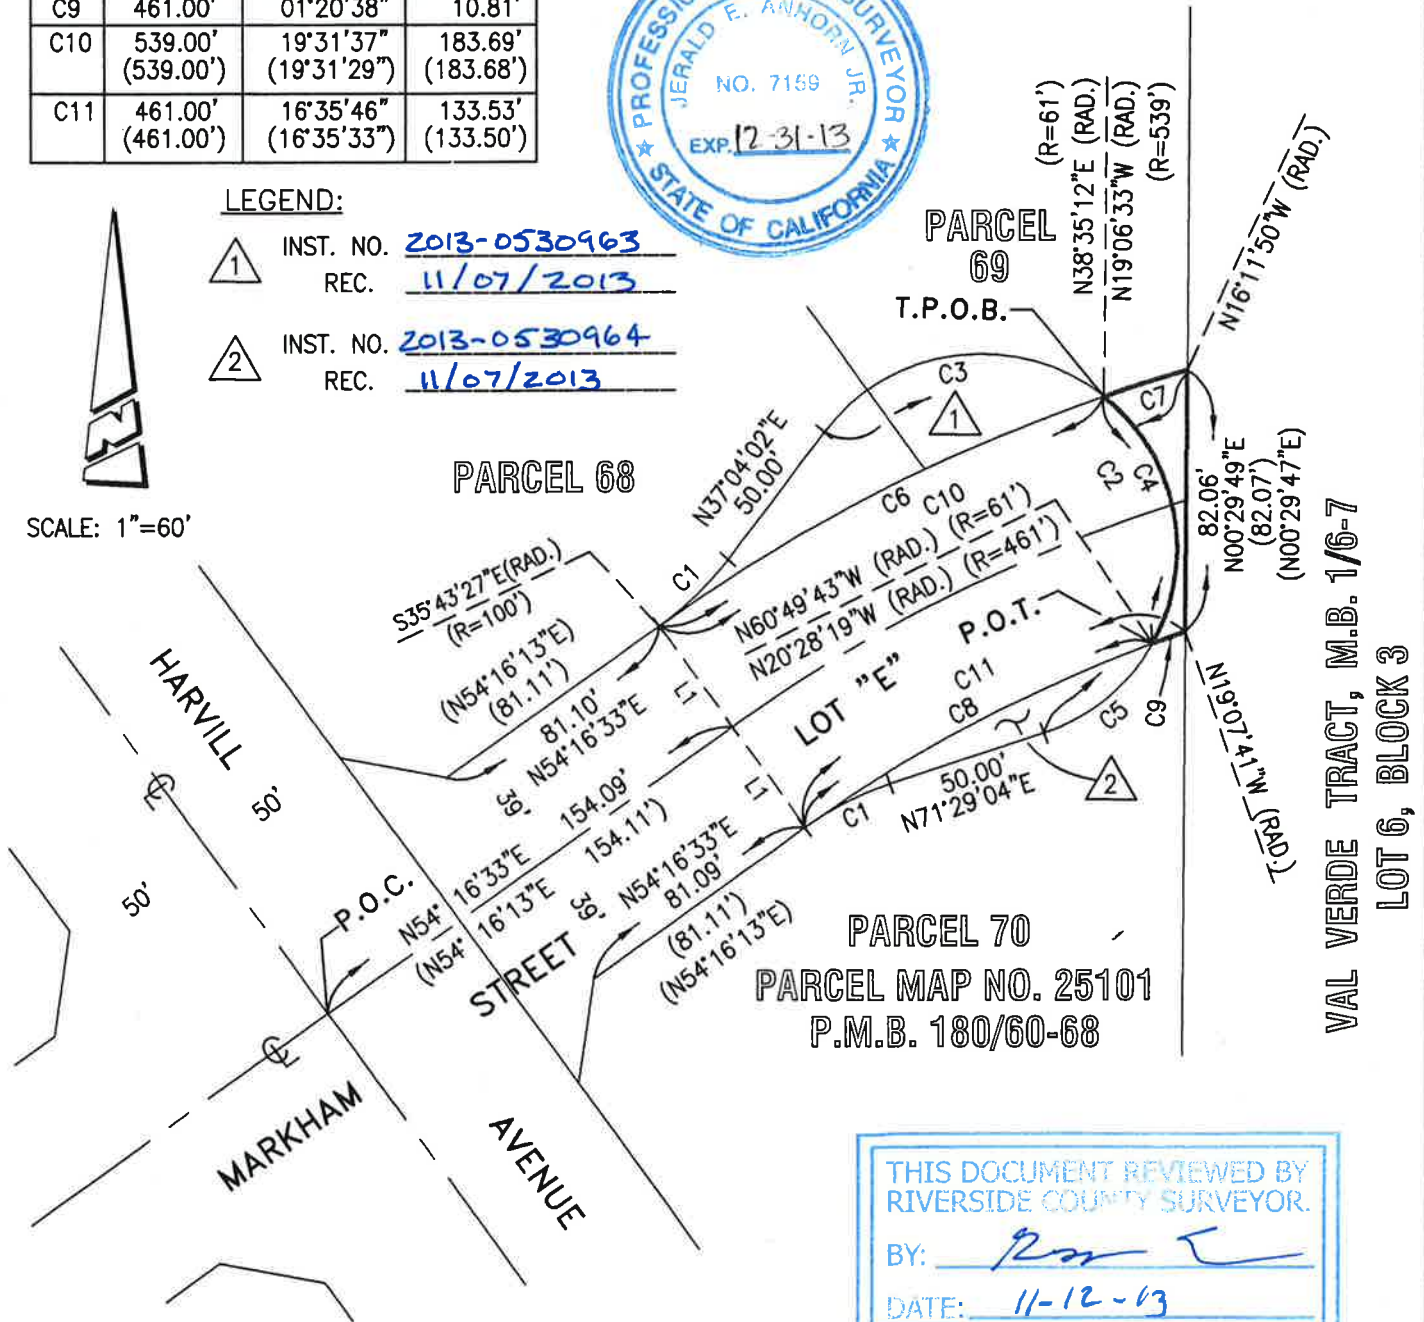 C9 461.00' 01°20'38" 10.81'
C10 539.00' 19°31'37" 183.69'
(539.00') (19°31'29") (183.68')
C11 461.00' 16°35'46" 133.53'
(461.00') (16°35'33") (133.50')
SURVEYOR
JERALD E. ANHORN JR.
NO. 7159
EXP. 12-31-13
STATE OF CALIFORNIA
LEGEND:
1 INST. NO. 2013-0530963
REC. 11/07/2013
2 INST. NO. 2013-0530964
REC. 11/07/2013
N
SCALE: 1"=60'
(R=61')
N38°35'12"E (RAD.)
N19°06'33"W (RAD.)
(R=539')
N16°11'50"W (RAD.)
PARCEL
69
T.P.O.B.
C3
1
C7
N37°04'02"E
50.00'
PARCEL 68
C6
C10
C2
C4
82.06'
N00°29'49"E
(82.07')
(N00°29'47"E)
C1
S35°43'27"E(RAD.)
(R=100')
N60°49'43"W (RAD.) (R=61')
N20°28'19"W (RAD.) (R=461')
P.O.T.
(N54°16'13"E)
(81.11')
81.10'
N54°16'33"E
L1
LOT "E"
C11
C8
C5
C9
N19°07'41"W (RAD.)
HARVILL
50'
50'
39'
154.09'
154.11')
L1
50.00'
N71°29'04"E
2
C1
P.O.C.
N54° 16'33"E
(N54° 16'13"E
39'
N54°16'33"E
81.09'
(81.11')
(N54°16'13"E)
STREET
PARCEL 70
PARCEL MAP NO. 25101
P.M.B. 180/60-68
VAL VERDE TRACT, M.B. 1/6-7
LOT 6, BLOCK 3
MARKHAM
AVENUE
THIS DOCUMENT REVIEWED BY
RIVERSIDE COUNTY SURVEYOR.
BY:
DATE: 11-12-13